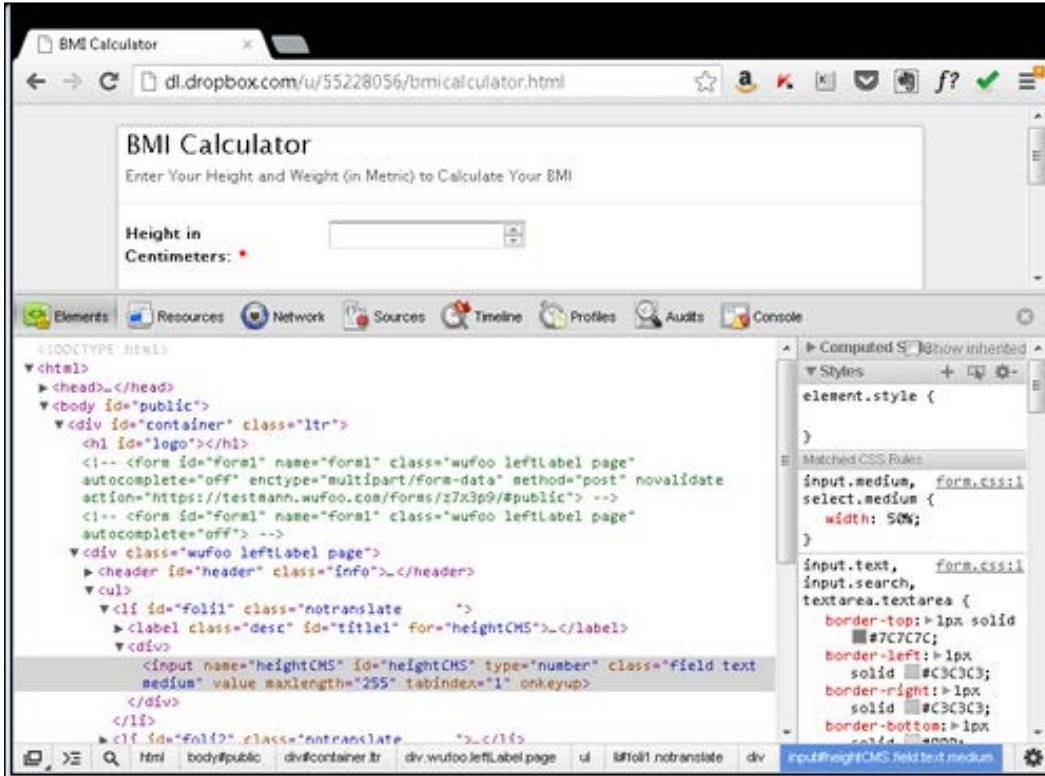 BMI Calculator
dl.dropbox.com/u/55228056/bmicalculator.html
BMI Calculator
Enter Your Height and Weight (in Metric) to Calculate Your BMI
Height in
Centimeters: *
Elements Resources Network Sources Timeline Profiles Audits Console
<!DOCTYPE html>
▼<html>
▶<head>…</head>
▼<body id="public">
▼<div id="container" class="ltr">
<h1 id="logo"></h1>
<!-- <form id="form1" name="form1" class="wufoo leftLabel page"
autocomplete="off" enctype="multipart/form-data" method="post" novalidate
action="https://testmann.wufoo.com/forms/z7x3p9/#public"> -->
<!-- <form id="form1" name="form1" class="wufoo leftLabel page"
autocomplete="off"> -->
▼<div class="wufoo leftLabel page">
▶<header id="header" class="info">…</header>
▼<ul>
▼<li id="foli1" class="notranslate      ">
▶<label class="desc" id="title1" for="heightCMS">…</label>
▼<div>
<input name="heightCMS" id="heightCMS" type="number" class="field text
medium" value maxlength="255" tabindex="1" onkeyup>
</div>
</li>
▶<li id="foli2" class="notranslate      ">…</li>
▶ Computed Show inherited
▼ Styles
element.style {
}
Matched CSS Rules
input.medium, form.css:1
select.medium {
width: 50%;
}
input.text, form.css:1
input.search,
textarea.textarea {
border-top:▶1px solid
#7C7C7C;
border-left:▶1px
solid #C3C3C3;
border-right:▶1px
solid #C3C3C3;
border-bottom:▶1px
html body#public div#container.ltr div.wufoo.leftLabel.page ul li#foli1.notranslate div input#heightCMS.field.text.medium